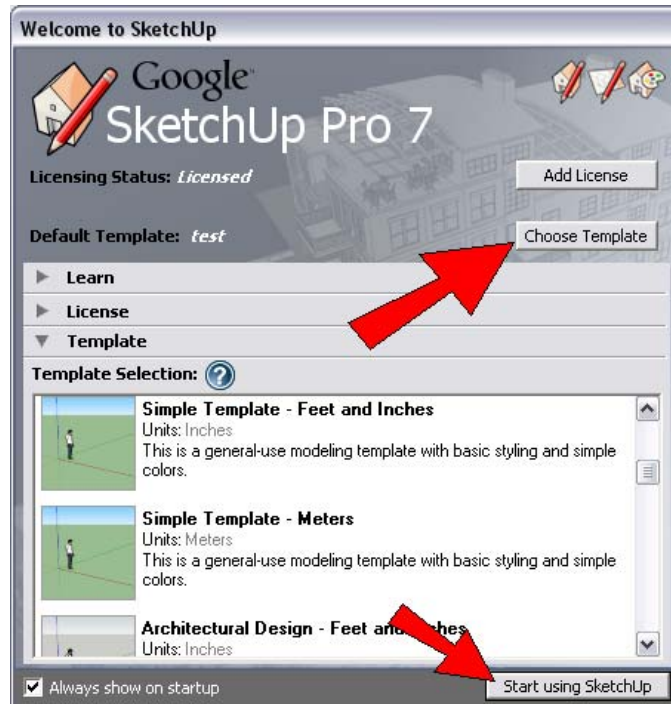 Welcome to SketchUp
Google
SketchUp Pro 7
Licensing Status: Licensed
Add License
Default Template: test
Choose Template
Learn
License
Template
Template Selection: ?
Simple Template - Feet and Inches
Units: Inches
This is a general-use modeling template with basic styling and simple
colors.
Simple Template - Meters
Units: Meters
This is a general-use modeling template with basic styling and simple
colors.
Architectural Design - Feet and Inches
Units: Inches
Always show on startup
Start using SketchUp